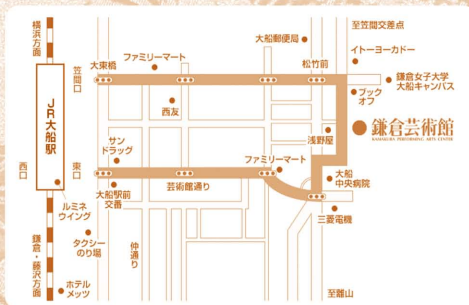 横浜方面
至笠間交差点
大船郵便局
ファミリーマート
イトーヨーカドー
大東橋
松竹前
笠間口
鎌倉女子大学
大船キャンパス
ブック
オフ
西友
鎌倉芸術館
KAMAKURA PERFORMING ARTS CENTER
JR大船駅
浅野屋
サン
ドラッグ
ファミリーマート
西口
東口
大船
中央病院
芸術館通り
大船駅前
交番
ルミネ
ウイング
三菱電機
仲通り
タクシー
のり場
鎌倉・藤沢方面
ホテル
メッツ
至離山